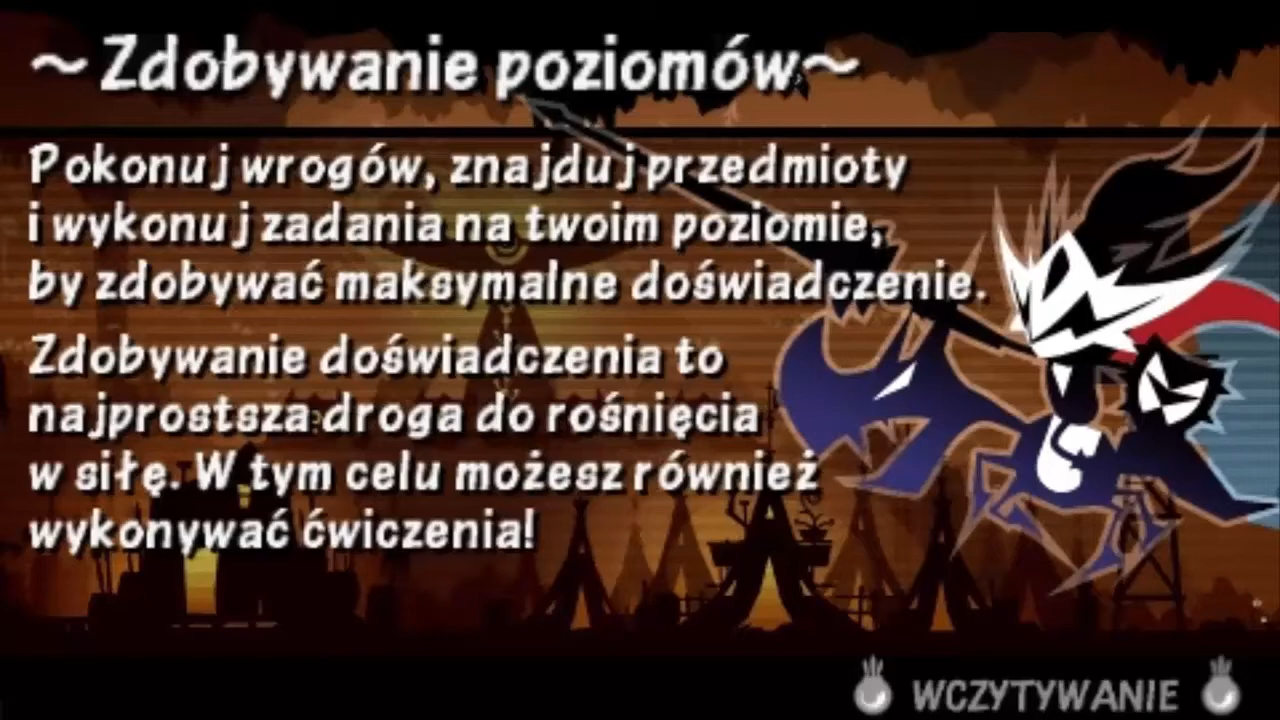 ~Zdobywanie poziomów~
Pokonuj wrogów, znajduj przedmioty
i wykonuj zadania na twoim poziomie,
by zdobywać maksymalne doświadczenie.
Zdobywanie doświadczenia to
najprostsza droga do rośnięcia
w siłę. W tym celu możesz również
wykonywać ćwiczenia!
WCZYTYWANIE